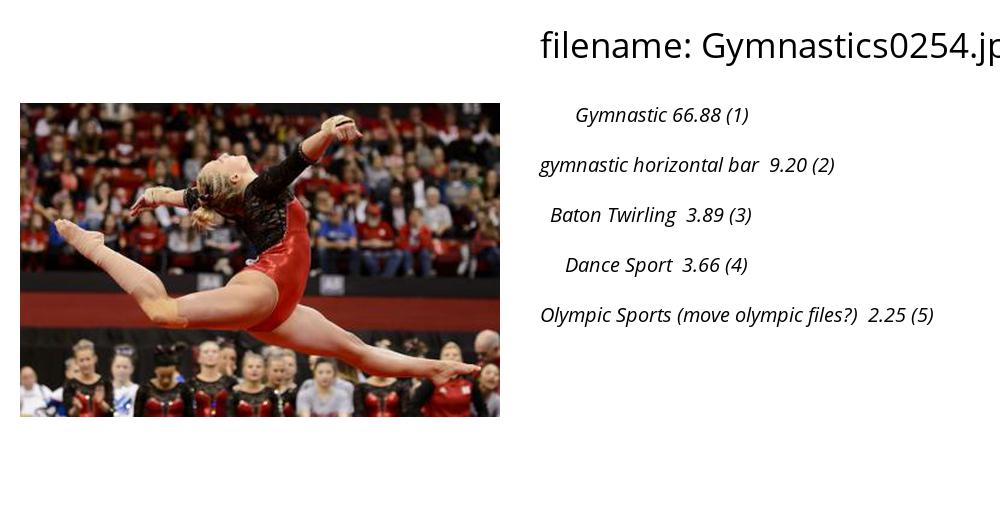 filename: Gymnastics0254.jp
Gymnastic 66.88 (1)
gymnastic horizontal bar 9.20 (2)
Baton Twirling 3.89 (3)
Dance Sport 3.66 (4)
Olympic Sports (move olympic files?) 2.25 (5)